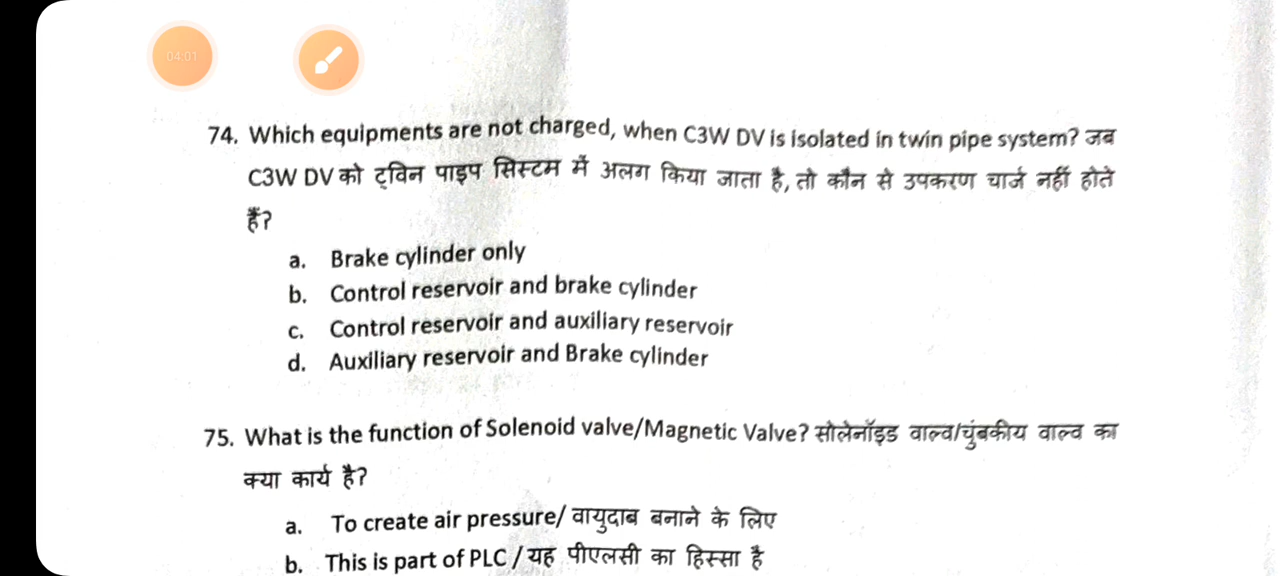 04:01
74. Which equipments are not charged, when C3W DV is isolated in twin pipe system? जब
C3W DV को ट्विन पाइप सिस्टम में अलग किया जाता है, तो कौन से उपकरण चार्ज नहीं होते
हैं?
a. Brake cylinder only
b. Control reservoir and brake cylinder
c. Control reservoir and auxiliary reservoir
d. Auxiliary reservoir and Brake cylinder
75. What is the function of Solenoid valve/Magnetic Valve? सोलेनॉइड वाल्व/चुंबकीय वाल्व का
क्या कार्य है?
a. To create air pressure/ वायुदाब बनाने के लिए
b. This is part of PLC / यह पीएलसी का हिस्सा है